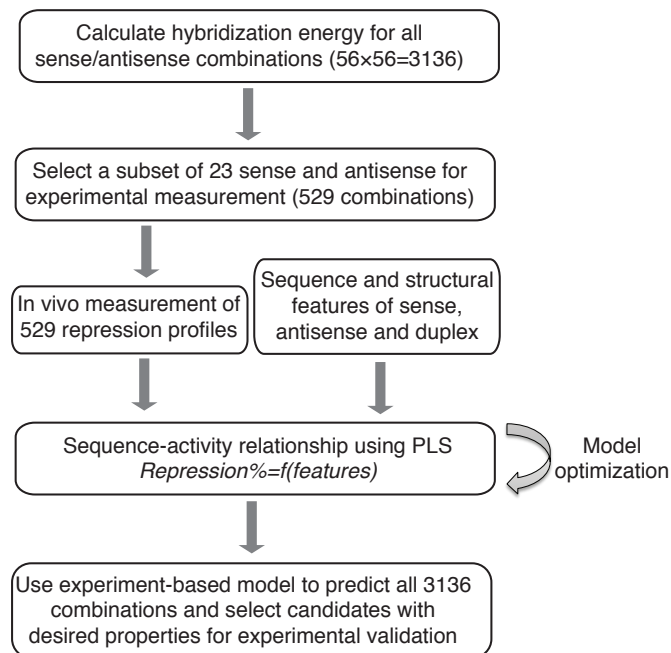 Calculate hybridization energy for all
sense/antisense combinations (56×56=3136)
Select a subset of 23 sense and antisense for
experimental measurement (529 combinations)
In vivo measurement of
529 repression profiles
Sequence and structural
features of sense,
antisense and duplex
Sequence-activity relationship using PLS
Repression%=f(features)
Model
optimization
Use experiment-based model to predict all 3136
combinations and select candidates with
desired properties for experimental validation